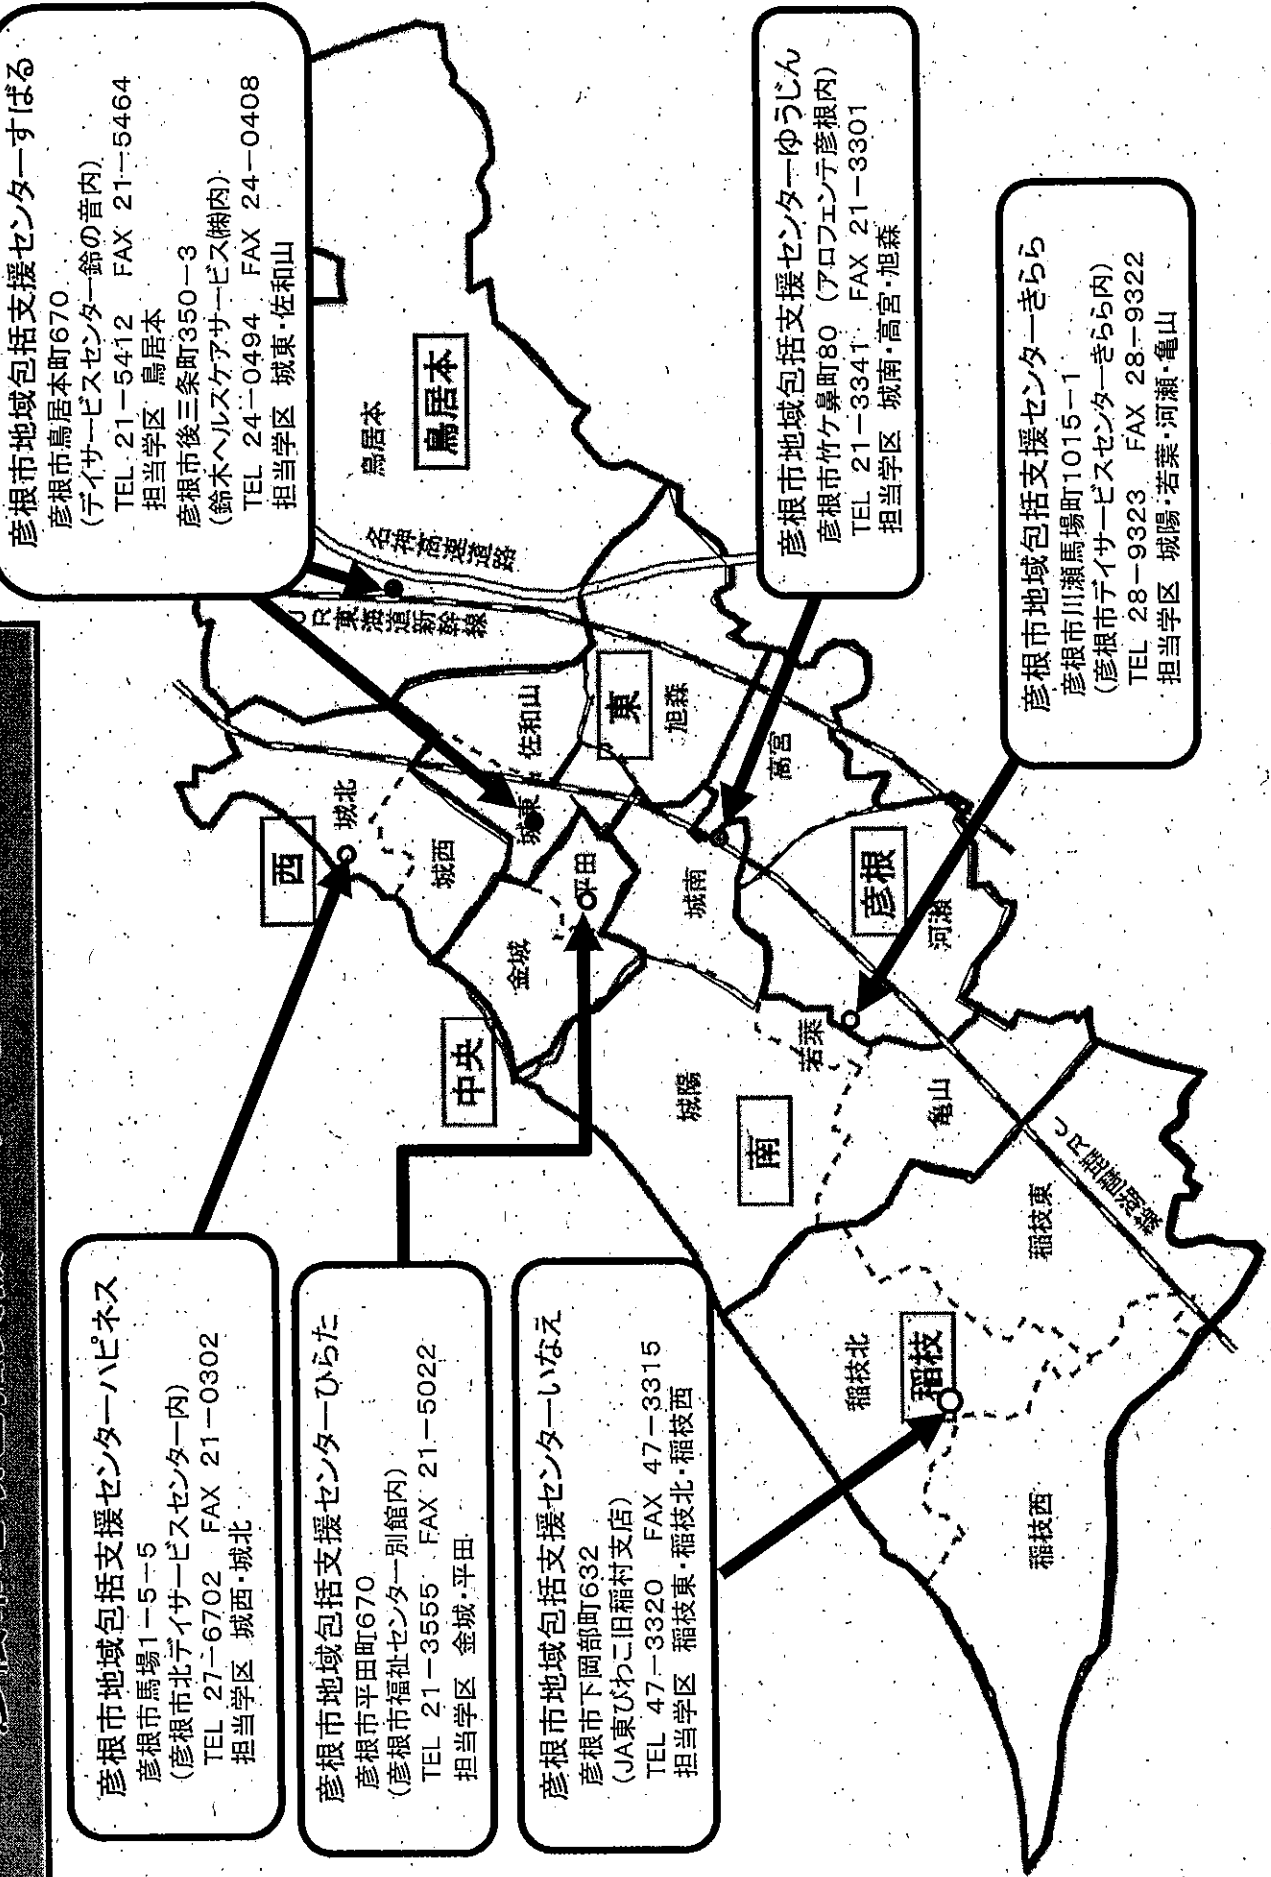 彦根市地域包括支援センターハピネス
彦根市馬場1-5-5
(彦根市北デイサービスセンター内)
TEL 27-6702 FAX 21-0302
担当学区 城西・城北
彦根市地域包括支援センターひらた
彦根市平田町670
(彦根市福祉センター別館内)
TEL 21-3555 FAX 21-5022
担当学区 金城・平田
彦根市地域包括支援センターいなえ
彦根市下岡部町632
(JA東びわこ旧稲村支店)
TEL 47-3320 FAX 47-3315
担当学区 稲枝東・稲枝北・稲枝西
彦根市地域包括支援センターすばる
彦根市鳥居本町670
(デイサービスセンター鈴の音内)
TEL 21-5412 FAX 21-5464
担当学区 鳥居本
彦根市後三条町350-3
(鈴木ヘルスケアサービス㈱内)
TEL 24-0494 FAX 24-0408
担当学区 城東・佐和山
彦根市地域包括支援センターゆうじん
彦根市竹ケ鼻町80 (アロフェンテ彦根内)
TEL 21-3341 FAX 21-3301
担当学区 城南・高宮・旭森
彦根市地域包括支援センターきらら
彦根市川瀬馬場町1015-1
(彦根市デイサービスセンターきらら内)
TEL 28-9323 FAX 28-9322
担当学区 城陽・若葉・河瀬・亀山
西
城北
城西
中央
金城
平田
城東
佐和山
JR東海道新幹線
名神高速道路
鳥居本
鳥居本
東
旭森
城南
高宮
彦根
河瀬
若葉
城陽
南
亀山
JR琵琶湖線
稲枝東
稲枝北
稲枝
稲枝西